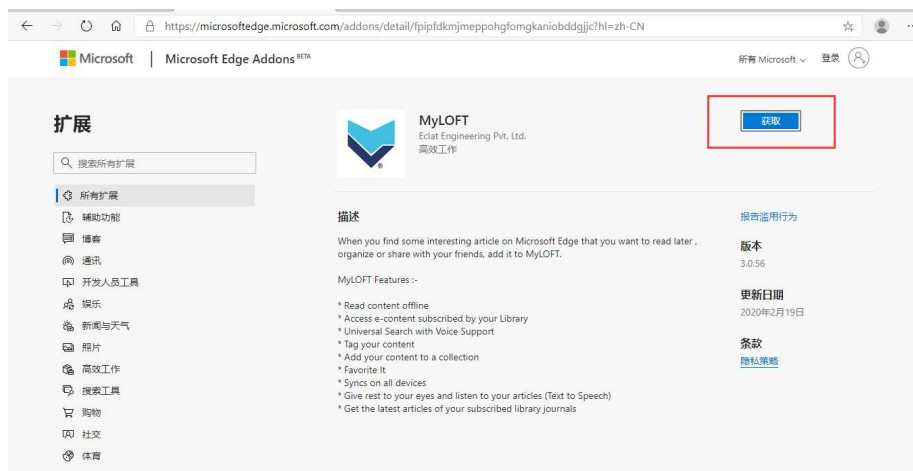 https://microsoftedge.microsoft.com/addons/detail/fpipfdkmjmeppohgfomgkaniobddgjjc?hl=zh-CN
Microsoft | Microsoft Edge Addons BETA
所有 Microsoft
登录
扩展
搜索所有扩展
所有扩展
辅助功能
博客
通讯
开发人员工具
娱乐
新闻与天气
照片
高效工作
搜索工具
购物
社交
体育
MyLOFT
Eclat Engineering Pvt. Ltd.
高效工作
获取
描述
When you find some interesting article on Microsoft Edge that you want to read later ,
organize or share with your friends, add it to MyLOFT.
MyLOFT Features :-
* Read content offline
* Access e-content subscribed by your Library
* Universal Search with Voice Support
* Tag your content
* Add your content to a collection
* Favorite It
* Syncs on all devices
* Give rest to your eyes and listen to your articles (Text to Speech)
* Get the latest articles of your subscribed library journals
报告滥用行为
版本
3.0.56
更新日期
2020年2月19日
条款
隐私策略